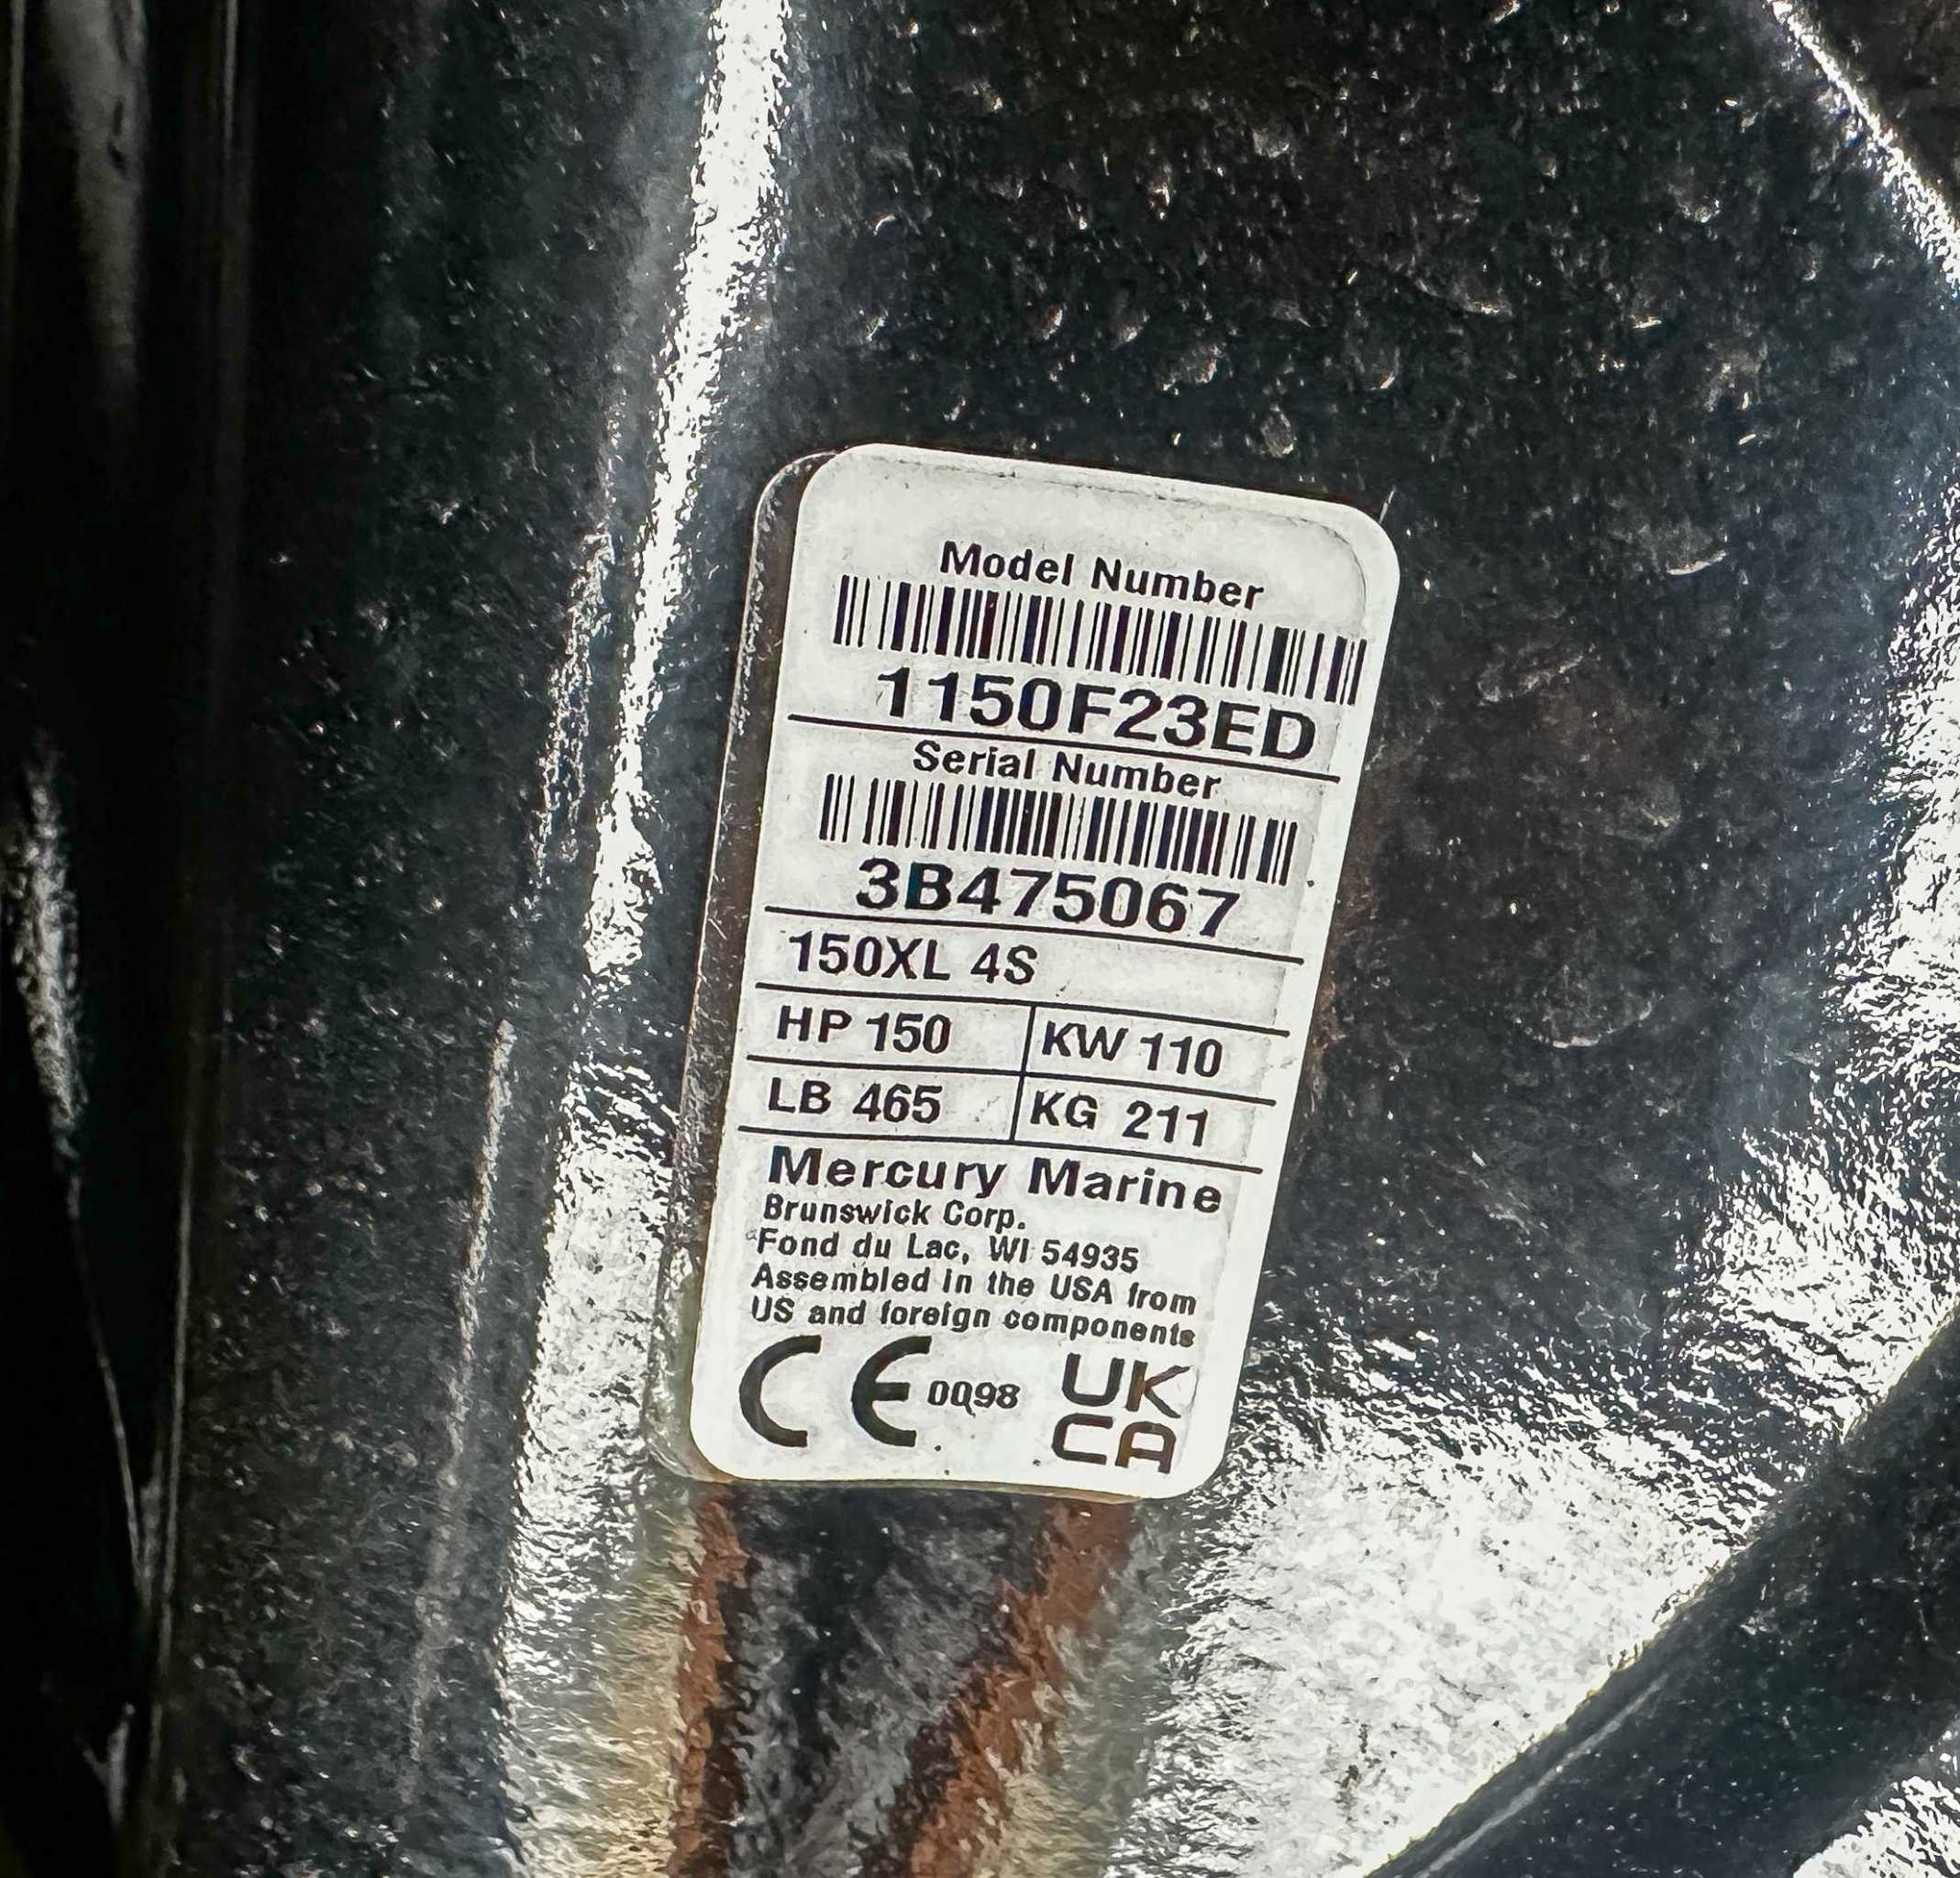 Model Number
1150F23ED
Serial Number
3B475067
150XL 4S
HP 150 KW 110
LB 465 KG 211
Mercury Marine
Brunswick Corp.
Fond du Lac, WI 54935
Assembled in the USA from
US and foreign components
CE 0098 UK
CA